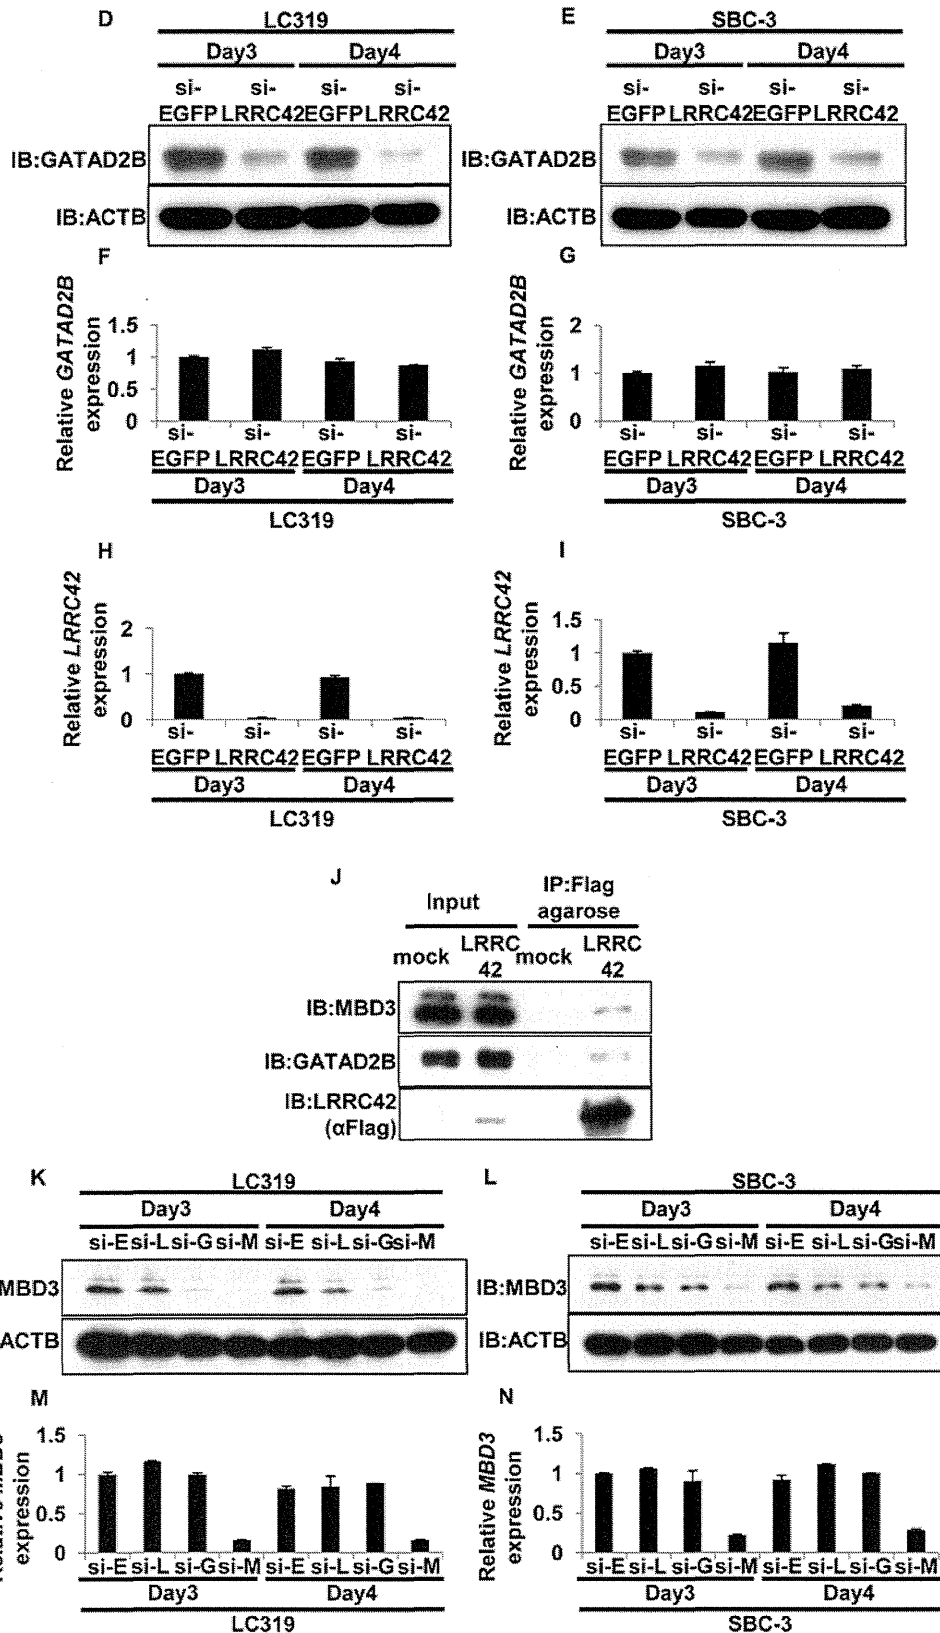 D
LC319
Day3 Day4
si- si- si- si-
EGFP LRRC42 EGFP LRRC42
IB:GATAD2B
IB:ACTB
E
SBC-3
Day3 Day4
si- si- si- si-
EGFP LRRC42 EGFP LRRC42
IB:GATAD2B
IB:ACTB
F
Relative GATAD2B
expression
1.5
1
0.5
0
si- si- si- si-
EGFP LRRC42 EGFP LRRC42
Day3 Day4
LC319
G
Relative GATAD2B
expression
2
1
0
si- si- si- si-
EGFP LRRC42 EGFP LRRC42
Day3 Day4
SBC-3
H
Relative LRRC42
expression
2
1
0
si- si- si- si-
EGFP LRRC42 EGFP LRRC42
Day3 Day4
LC319
I
Relative LRRC42
expression
1.5
1
0.5
0
si- si- si- si-
EGFP LRRC42 EGFP LRRC42
Day3 Day4
SBC-3
J
Input
IP:Flag
agarose
mock LRRC
42
mock LRRC
42
IB:MBD3
IB:GATAD2B
IB:LRRC42
(αFlag)
K
LC319
Day3 Day4
si-E si-L si-G si-M si-E si-L si-G si-M
MBD3
ACTB
L
SBC-3
Day3 Day4
si-E si-L si-G si-M si-E si-L si-G si-M
IB:MBD3
IB:ACTB
M
expression
1.5
1
0.5
0
si-E si-L si-G si-M si-E si-L si-G si-M
Day3 Day4
LC319
N
Relative MBD3
expression
1.5
1
0.5
0
si-E si-L si-G si-M si-E si-L si-G si-M
Day3 Day4
SBC-3